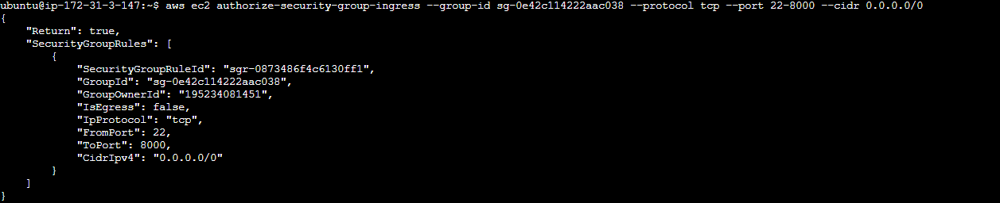 ubuntu@ip-172-31-3-147:~$ aws ec2 authorize-security-group-ingress --group-id sg-0e42c114222aac038 --protocol tcp --port 22-8000 --cidr 0.0.0.0/0
{
    "Return": true,
    "SecurityGroupRules": [
        {
            "SecurityGroupRuleId": "sgr-0873486f4c6130ff1",
            "GroupId": "sg-0e42c114222aac038",
            "GroupOwnerId": "195234081451",
            "IsEgress": false,
            "IpProtocol": "tcp",
            "FromPort": 22,
            "ToPort": 8000,
            "CidrIpv4": "0.0.0.0/0"
        }
    ]
}